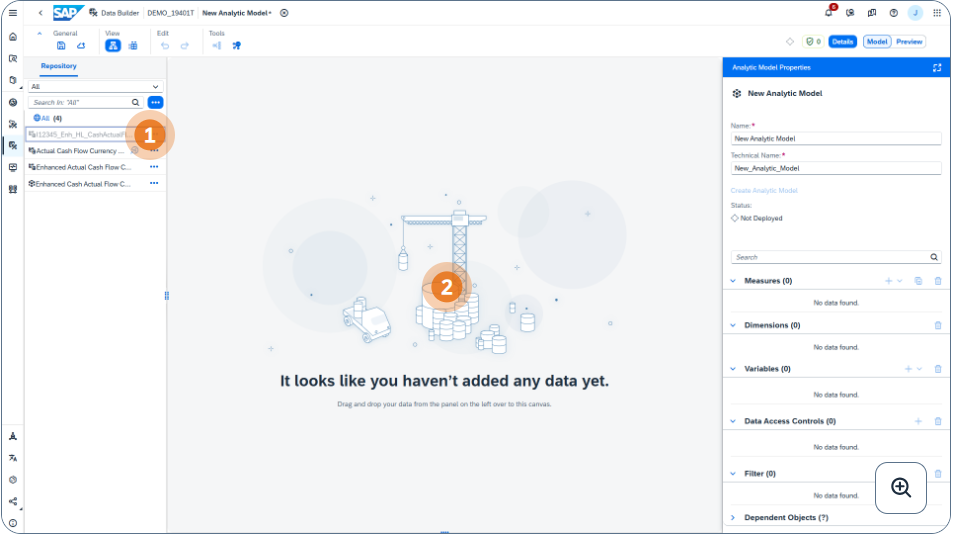 SAP Data Builder DEMO_19401T New Analytic Model* 5 J
General View Edit Tools
0 Details Model Preview
Repository
All
Search In: "All"
All (4)
I12345_Enh_HL_CashActualFl...
Actual Cash Flow Currency ...
Enhanced Actual Cash Flow C...
Enhanced Cash Actual Flow C...
1
2
It looks like you haven't added any data yet.
Drag and drop your data from the panel on the left over to this canvas.
Analytic Model Properties
New Analytic Model
Name:*
New Analytic Model
Technical Name:*
New_Analytic_Model
Create Analytic Model
Status:
Not Deployed
Search
Measures (0)
No data found.
Dimensions (0)
No data found.
Variables (0)
No data found.
Data Access Controls (0)
No data found.
Filter (0)
No data found.
Dependent Objects (?)